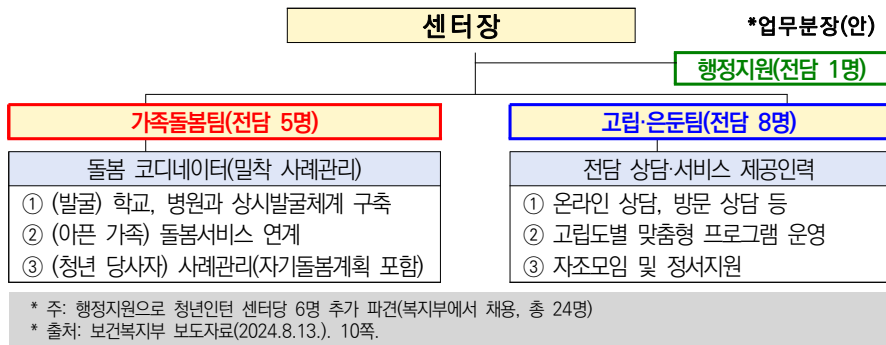 센터장
*업무분장(안)
행정지원(전담 1명)
가족돌봄팀(전담 5명)
고립·은둔팀(전담 8명)
돌봄 코디네이터(밀착 사례관리)
① (발굴) 학교, 병원과 상시발굴체계 구축
② (아픈 가족) 돌봄서비스 연계
③ (청년 당사자) 사례관리(자기돌봄계획 포함)
전담 상담·서비스 제공인력
① 온라인 상담, 방문 상담 등
② 고립도별 맞춤형 프로그램 운영
③ 자조모임 및 정서지원
* 주: 행정지원으로 청년인턴 센터당 6명 추가 파견(복지부에서 채용, 총 24명)
* 출처: 보건복지부 보도자료(2024.8.13.). 10쪽.